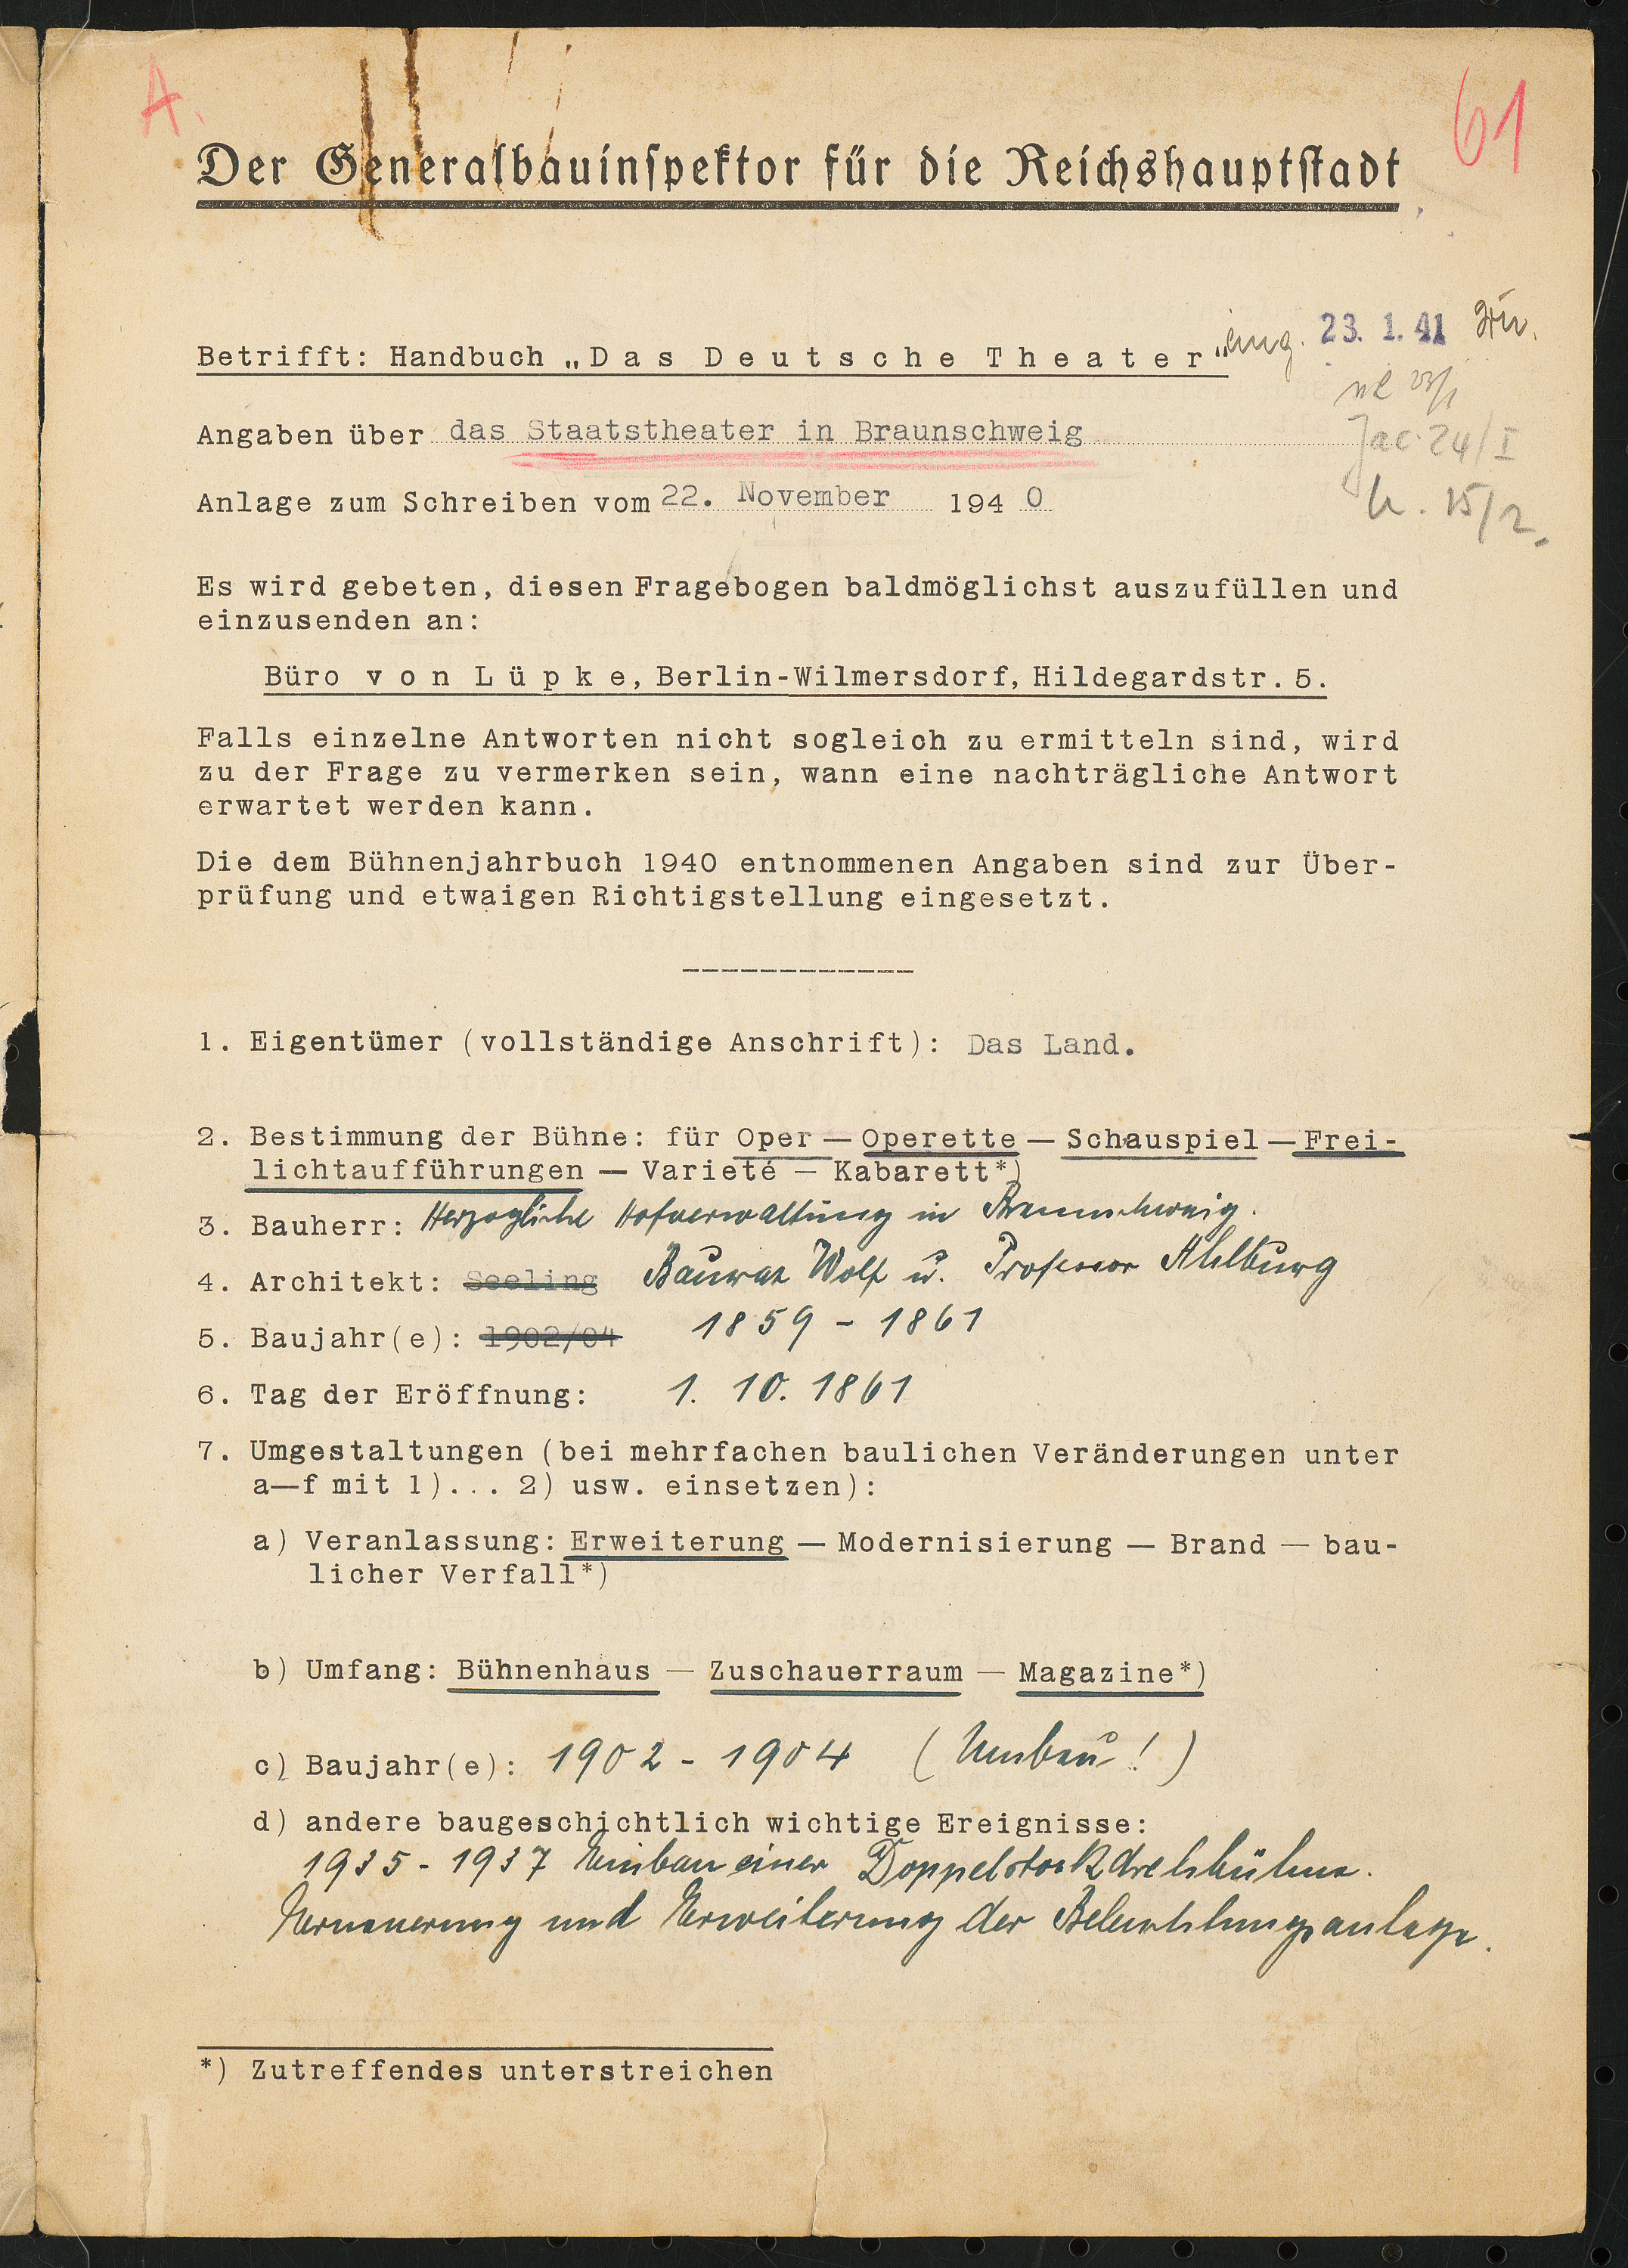 A. 61
Der Generalbauinspektor für die Reichshauptstadt
eing. 23. 1. 41
Betrifft: Handbuch „Das Deutsche Theater“
Angaben über das Staatstheater in Braunschweig
Jac. 24/I
Anlage zum Schreiben vom 22. November 1940
15/2.
Es wird gebeten, diesen Fragebogen baldmöglichst auszufüllen und
einzusenden an:
Büro von Lüpke, Berlin-Wilmersdorf, Hildegardstr. 5.
Falls einzelne Antworten nicht sogleich zu ermitteln sind, wird
zu der Frage zu vermerken sein, wann eine nachträgliche Antwort
erwartet werden kann.
Die dem Bühnenjahrbuch 1940 entnommenen Angaben sind zur Über-
prüfung und etwaigen Richtigstellung eingesetzt.
1. Eigentümer (vollständige Anschrift): Das Land.
2. Bestimmung der Bühne: für Oper — Operette — Schauspiel — Frei-
lichtaufführungen — Varieté — Kabarett*)
3. Bauherr: Herzogliche Hofverwaltung in Braunschweig.
4. Architekt: Seeling Baurat Wolf u. Professor Ahlburg
5. Baujahr(e): 1902/04 1859 - 1861
6. Tag der Eröffnung: 1. 10. 1861
7. Umgestaltungen (bei mehrfachen baulichen Veränderungen unter
a—f mit 1)... 2) usw. einsetzen):
a) Veranlassung: Erweiterung — Modernisierung — Brand — bau-
licher Verfall*)
b) Umfang: Bühnenhaus — Zuschauerraum — Magazine*)
c) Baujahr(e): 1902 - 1904 (Umbau!)
d) andere baugeschichtlich wichtige Ereignisse:
1935 - 1937 Einbau einer Doppelstockdrehbühne.
Erneuerung und Erweiterung der Beleuchtungsanlage.
*) Zutreffendes unterstreichen